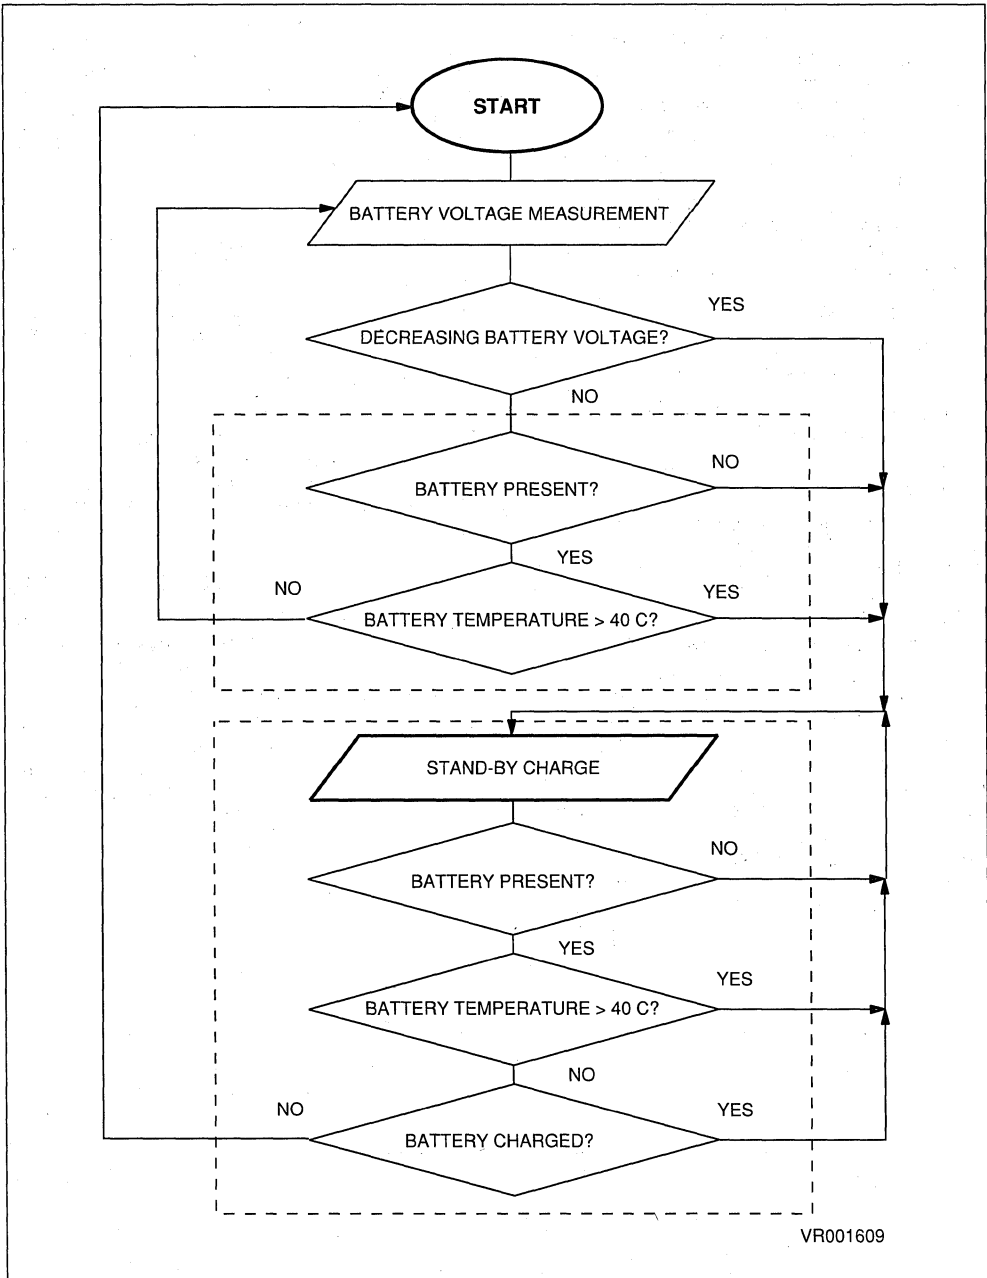 START
BATTERY VOLTAGE MEASUREMENT
YES
DECREASING BATTERY VOLTAGE?
NO
NO
BATTERY PRESENT?
YES
NO
YES
BATTERY TEMPERATURE > 40 C?
STAND-BY CHARGE
NO
BATTERY PRESENT?
YES
YES
BATTERY TEMPERATURE > 40 C?
NO
NO
YES
BATTERY CHARGED?
VR001609